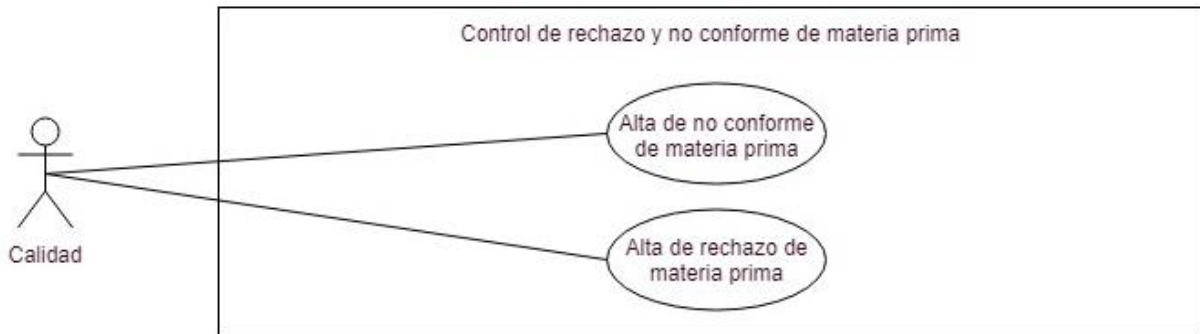 Control de rechazo y no conforme de materia prima
Alta de no conforme
de materia prima
Calidad
Alta de rechazo de
materia prima